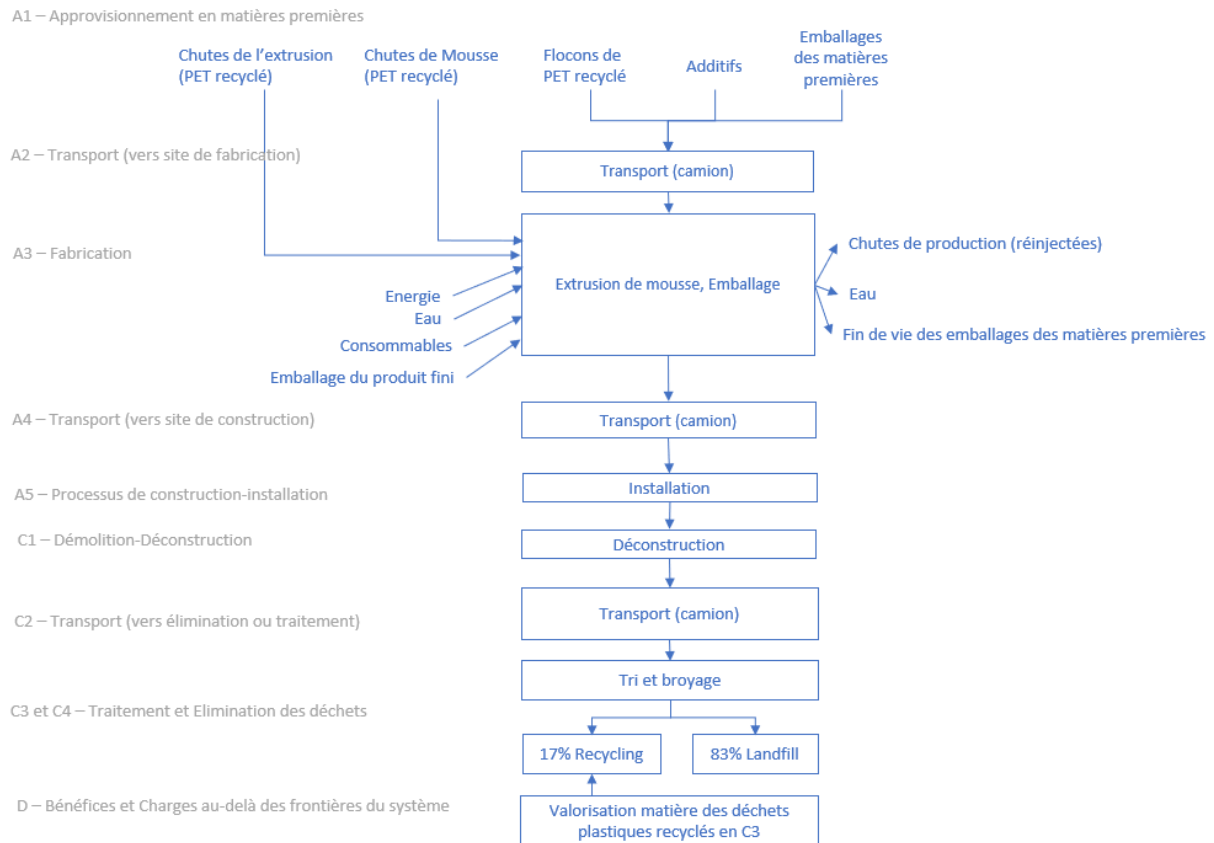 A1 – Approvisionnement en matières premières
Chutes de l'extrusion
(PET recyclé)
Chutes de Mousse
(PET recyclé)
Flocons de
PET recyclé
Additifs
Emballages
des matières
premières
A2 – Transport (vers site de fabrication)
Transport (camion)
A3 – Fabrication
Energie
Eau
Consommables
Emballage du produit fini
Extrusion de mousse, Emballage
Chutes de production (réinjectées)
Eau
Fin de vie des emballages des matières premières
A4 – Transport (vers site de construction)
Transport (camion)
A5 – Processus de construction-installation
Installation
C1 – Démolition-Déconstruction
Déconstruction
C2 – Transport (vers élimination ou traitement)
Transport (camion)
Tri et broyage
C3 et C4 – Traitement et Elimination des déchets
17% Recycling
83% Landfill
D – Bénéfices et Charges au-delà des frontières du système
Valorisation matière des déchets
plastiques recyclés en C3